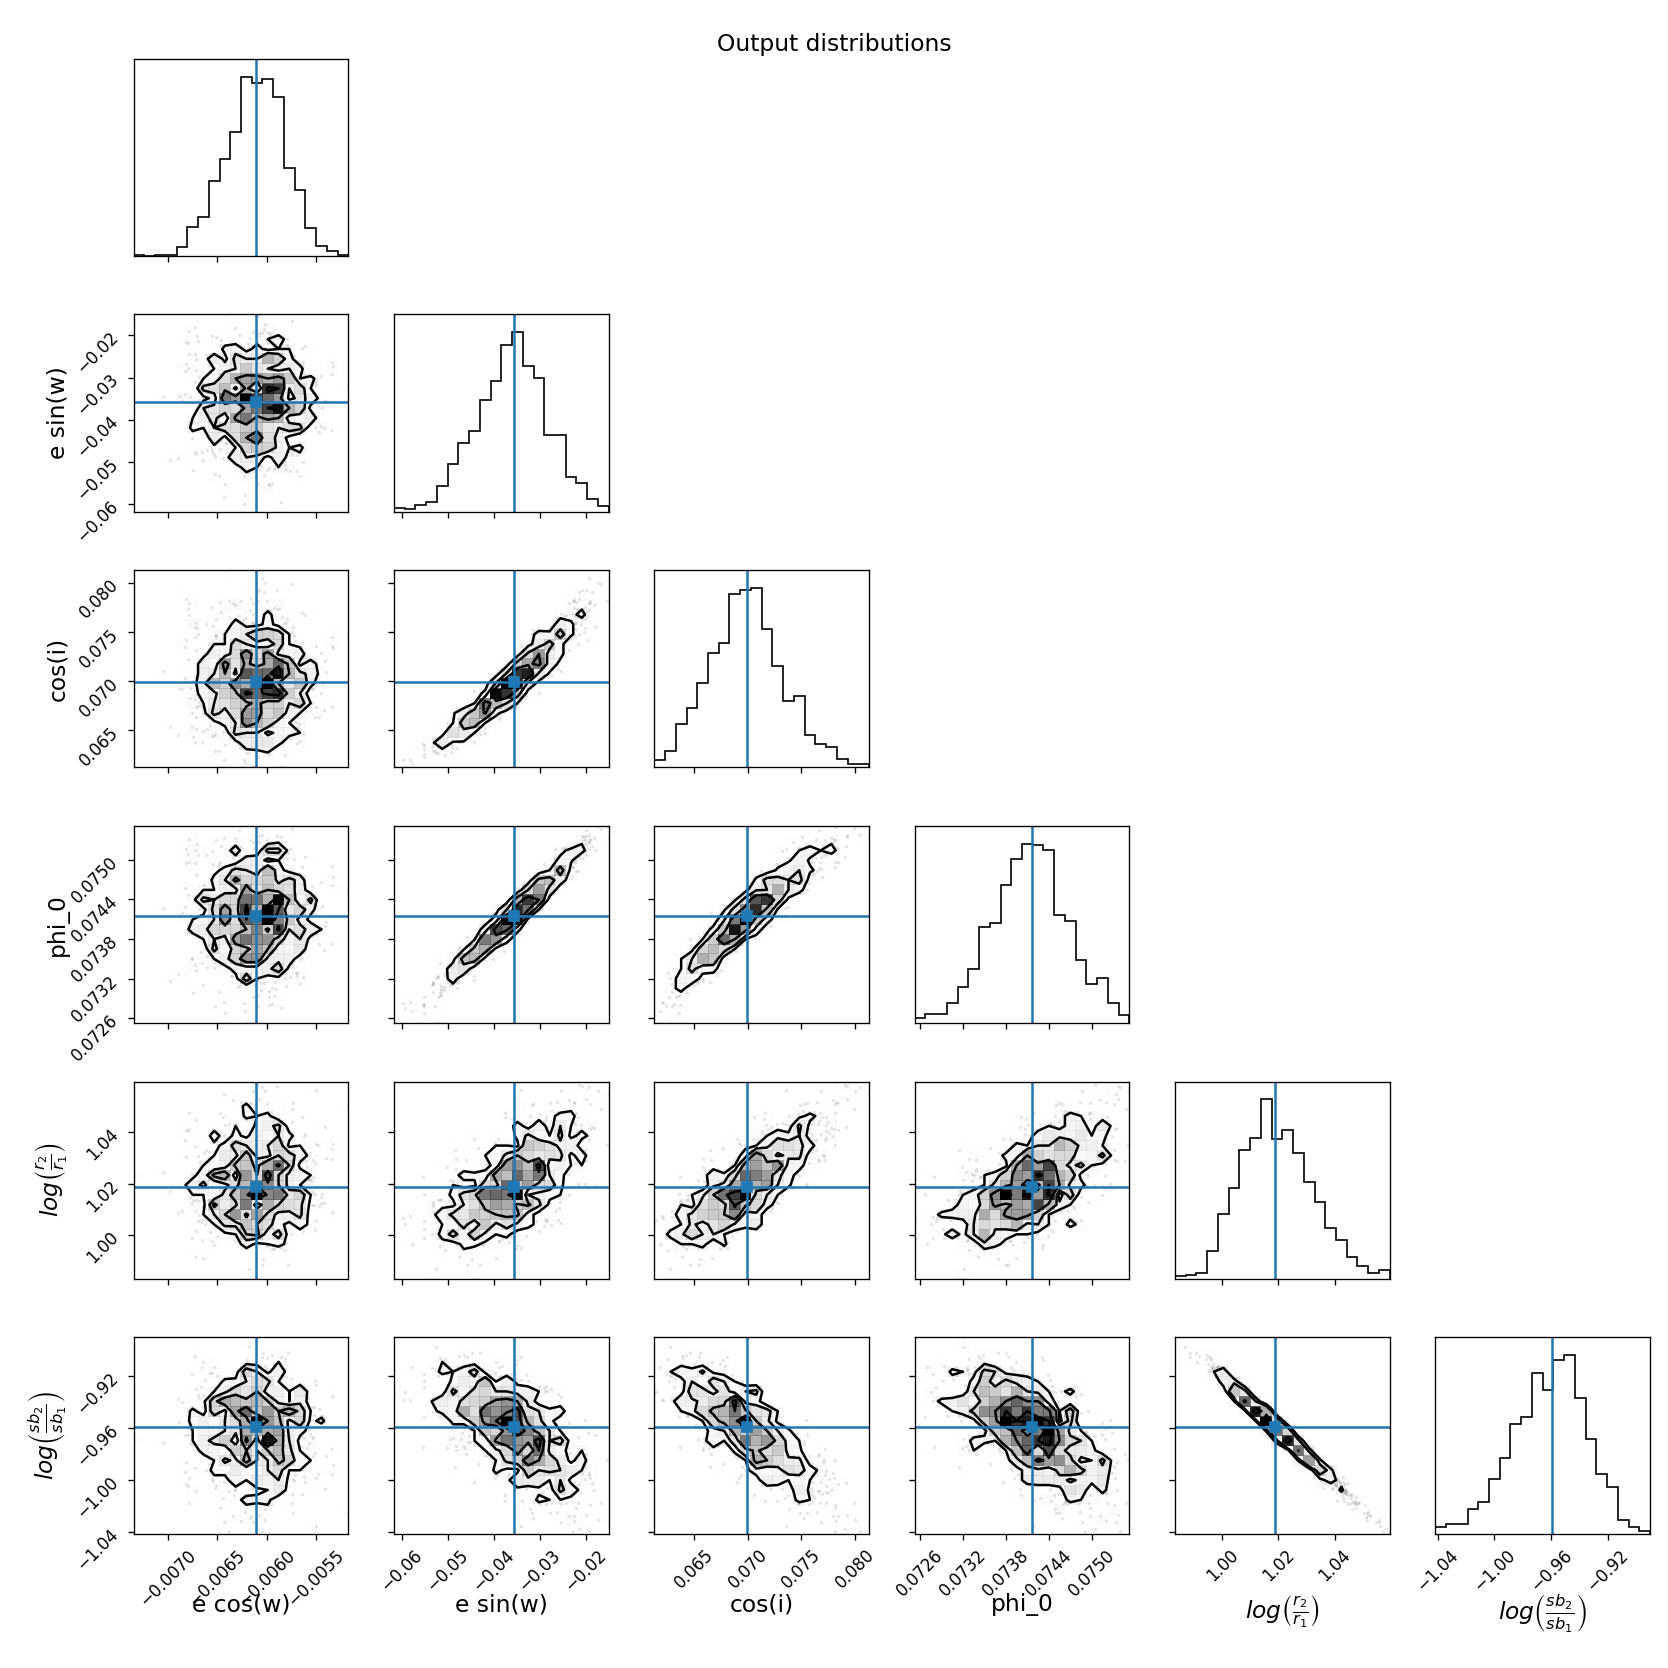 Output distributions
e sin(w)
−0.02
−0.03
−0.04
−0.05
−0.06
cos(i)
0.080
0.075
0.070
0.065
phi_0
0.0750
0.0744
0.0738
0.0732
0.0726
log(r₂/r₁)
1.04
1.02
1.00
log(sb₂/sb₁)
−0.92
−0.96
−1.00
−1.04
−0.0070 −0.0065 −0.0060 −0.0055
e cos(w)
−0.06 −0.05 −0.04 −0.03 −0.02
e sin(w)
0.065 0.070 0.075 0.080
cos(i)
0.0726 0.0732 0.0738 0.0744 0.0750
phi_0
1.00 1.02 1.04
log(r₂/r₁)
−1.04 −1.00 −0.96 −0.92
log(sb₂/sb₁)